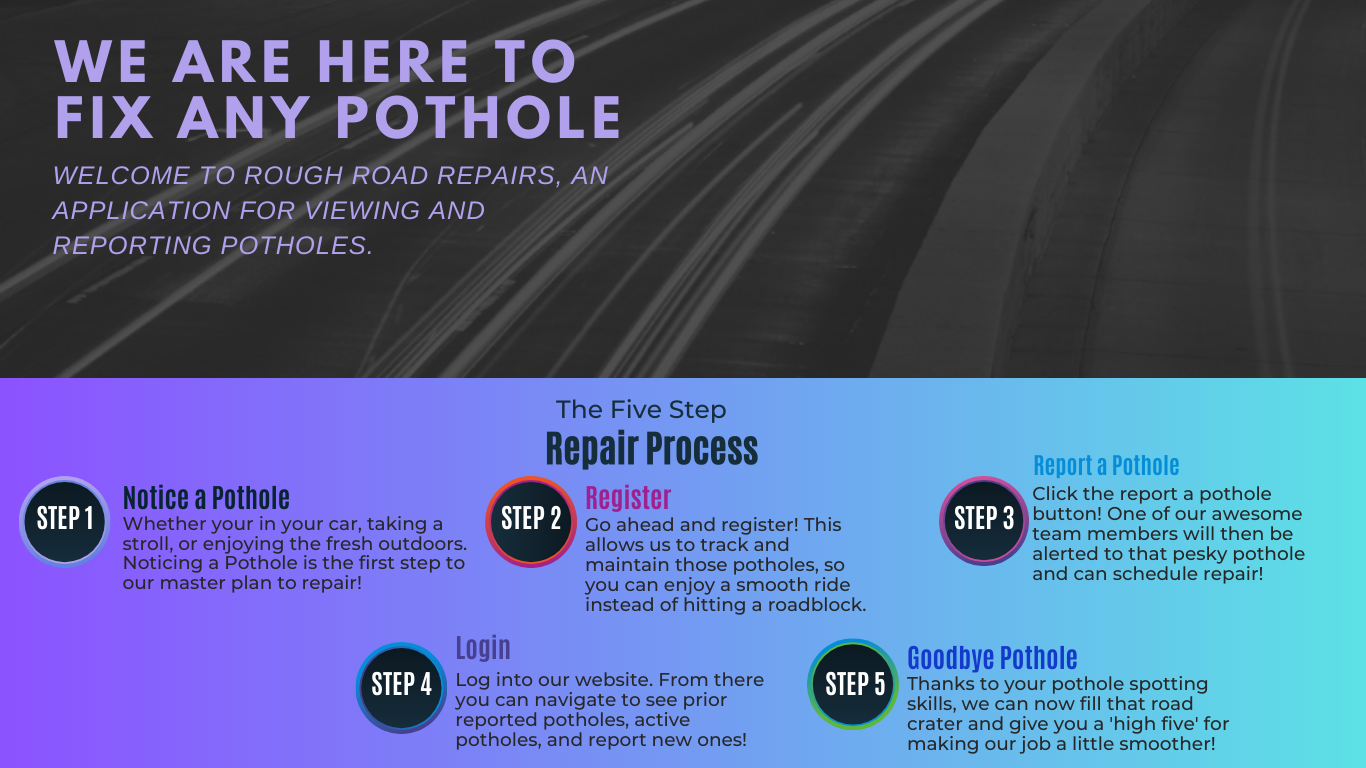 WE ARE HERE TO
FIX ANY POTHOLE
WELCOME TO ROUGH ROAD REPAIRS, AN
APPLICATION FOR VIEWING AND
REPORTING POTHOLES.
The Five Step
Repair Process
STEP 1
Notice a Pothole
Whether your in your car, taking a
stroll, or enjoying the fresh outdoors.
Noticing a Pothole is the first step to
our master plan to repair!
STEP 2
Register
Go ahead and register! This
allows us to track and
maintain those potholes, so
you can enjoy a smooth ride
instead of hitting a roadblock.
STEP 3
Report a Pothole
Click the report a pothole
button! One of our awesome
team members will then be
alerted to that pesky pothole
and can schedule repair!
STEP 4
Login
Log into our website. From there
you can navigate to see prior
reported potholes, active
potholes, and report new ones!
STEP 5
Goodbye Pothole
Thanks to your pothole spotting
skills, we can now fill that road
crater and give you a 'high five' for
making our job a little smoother!